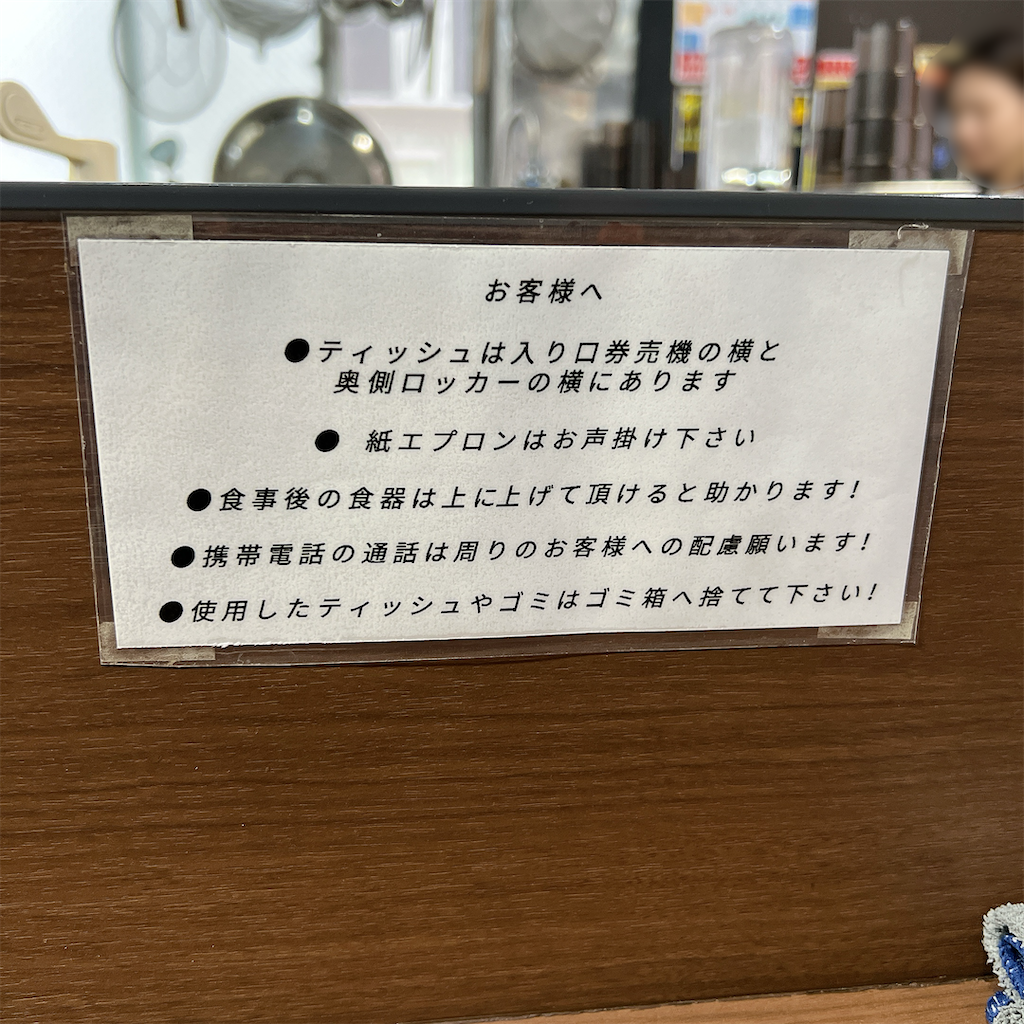 お客様へ
●ティッシュは入り口券売機の横と
奥側ロッカーの横にあります
● 紙エプロンはお声掛け下さい
●食事後の食器は上に上げて頂けると助かります!
●携帯電話の通話は周りのお客様への配慮願います!
●使用したティッシュやゴミはゴミ箱へ捨てて下さい!